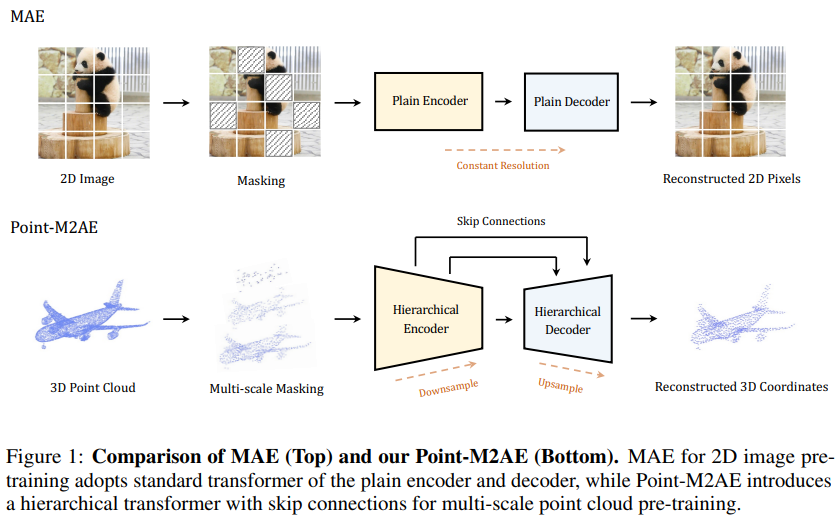 MAE
Plain Encoder
Plain Decoder
Constant Resolution
2D Image
Masking
Reconstructed 2D Pixels
Point-M2AE
Skip Connections
Hierarchical
Encoder
Hierarchical
Decoder
Downsample
Upsample
3D Point Cloud
Multi-scale Masking
Reconstructed 3D Coordinates
Figure 1: Comparison of MAE (Top) and our Point-M2AE (Bottom). MAE for 2D image pre-
training adopts standard transformer of the plain encoder and decoder, while Point-M2AE introduces
a hierarchical transformer with skip connections for multi-scale point cloud pre-training.